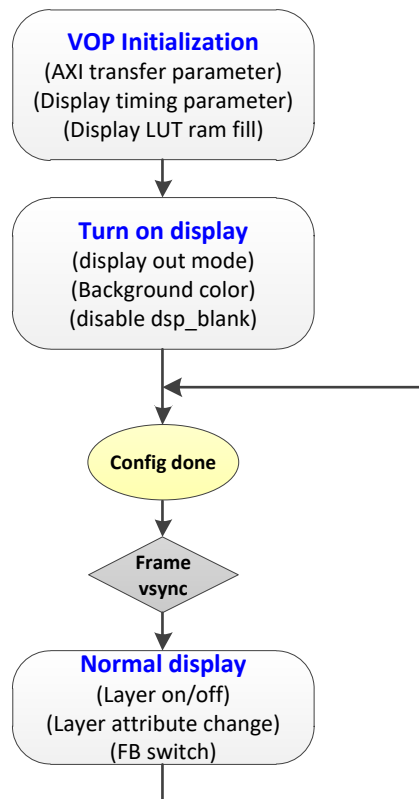 VOP Initialization
(AXI transfer parameter)
(Display timing parameter)
(Display LUT ram fill)
Turn on display
(display out mode)
(Background color)
(disable dsp_blank)
Config done
Frame
vsync
Normal display
(Layer on/off)
(Layer attribute change)
(FB switch)